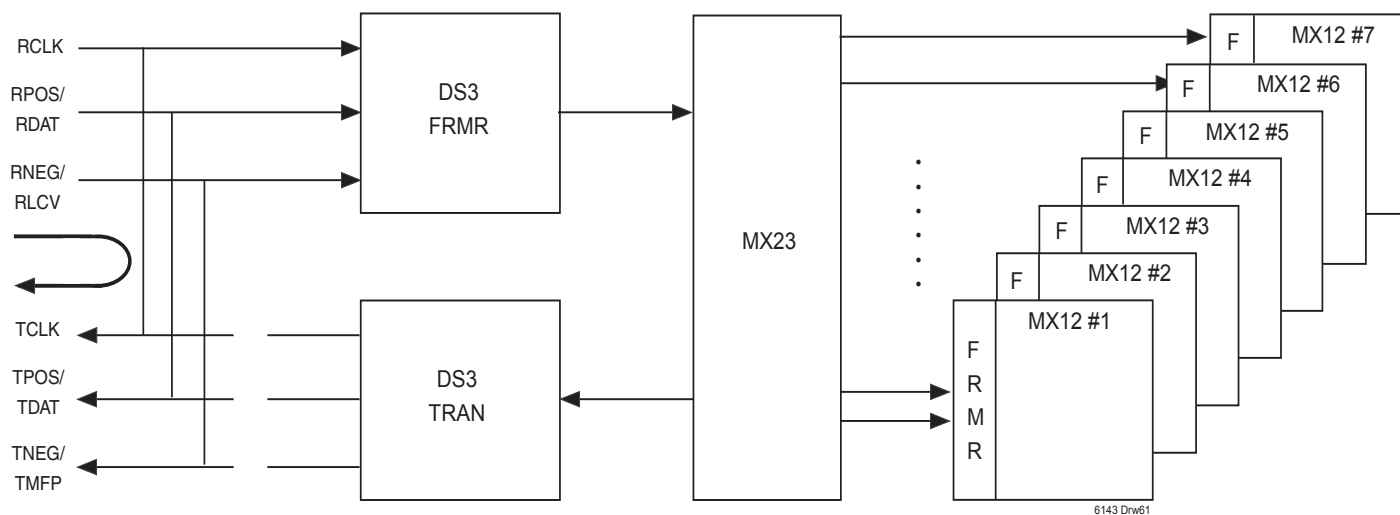 RCLK
RPOS/
RDAT
RNEG/
RLCV
TCLK
TPOS/
TDAT
TNEG/
TMFP
DS3
FRMR
DS3
TRAN
MX23
F MX12 #7
F MX12 #6
F MX12 #5
F MX12 #4
F MX12 #3
F MX12 #2
MX12 #1
F
R
M
R
6143 Drw61